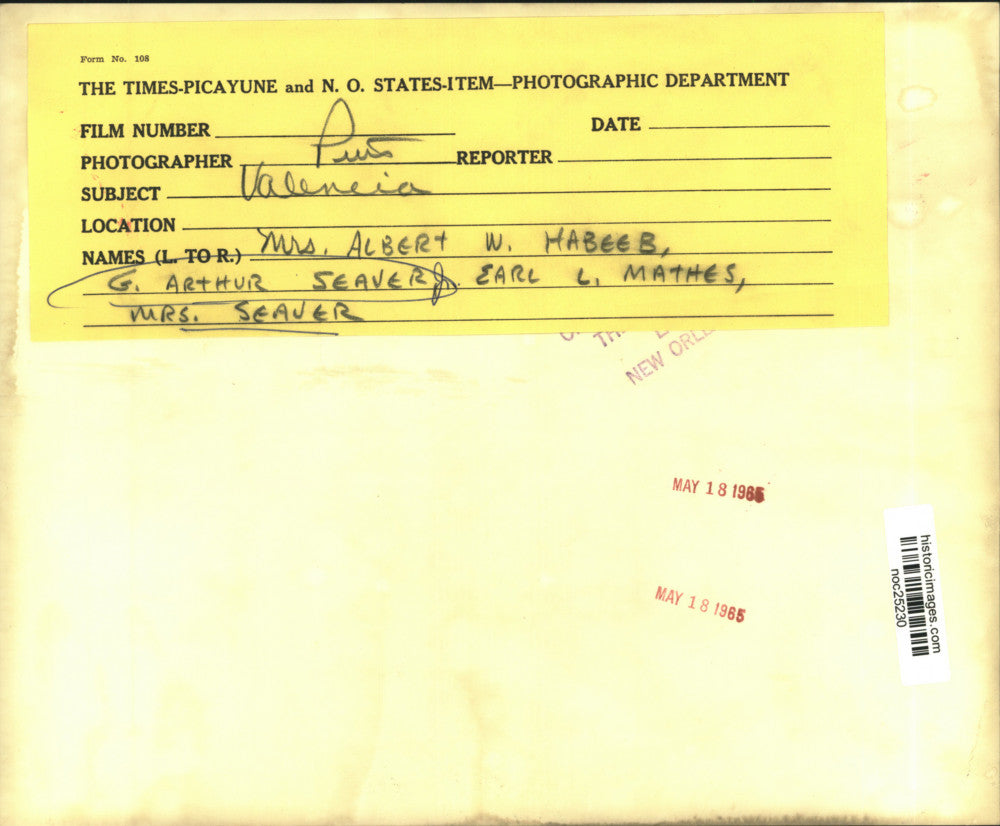 Form No. 108
THE TIMES-PICAYUNE and N. O. STATES-ITEM—PHOTOGRAPHIC DEPARTMENT
FILM NUMBER
DATE
PHOTOGRAPHER
REPORTER
SUBJECT Valencia
LOCATION
NAMES (L. TO R.) Mrs. ALBERT W. HABEEB,
G. ARTHUR SEAVER, EARL L. MATHES,
MRS. SEAVER
NEW
MAY 18 1965
MAY 18 1965
historicimages.com
noc25230